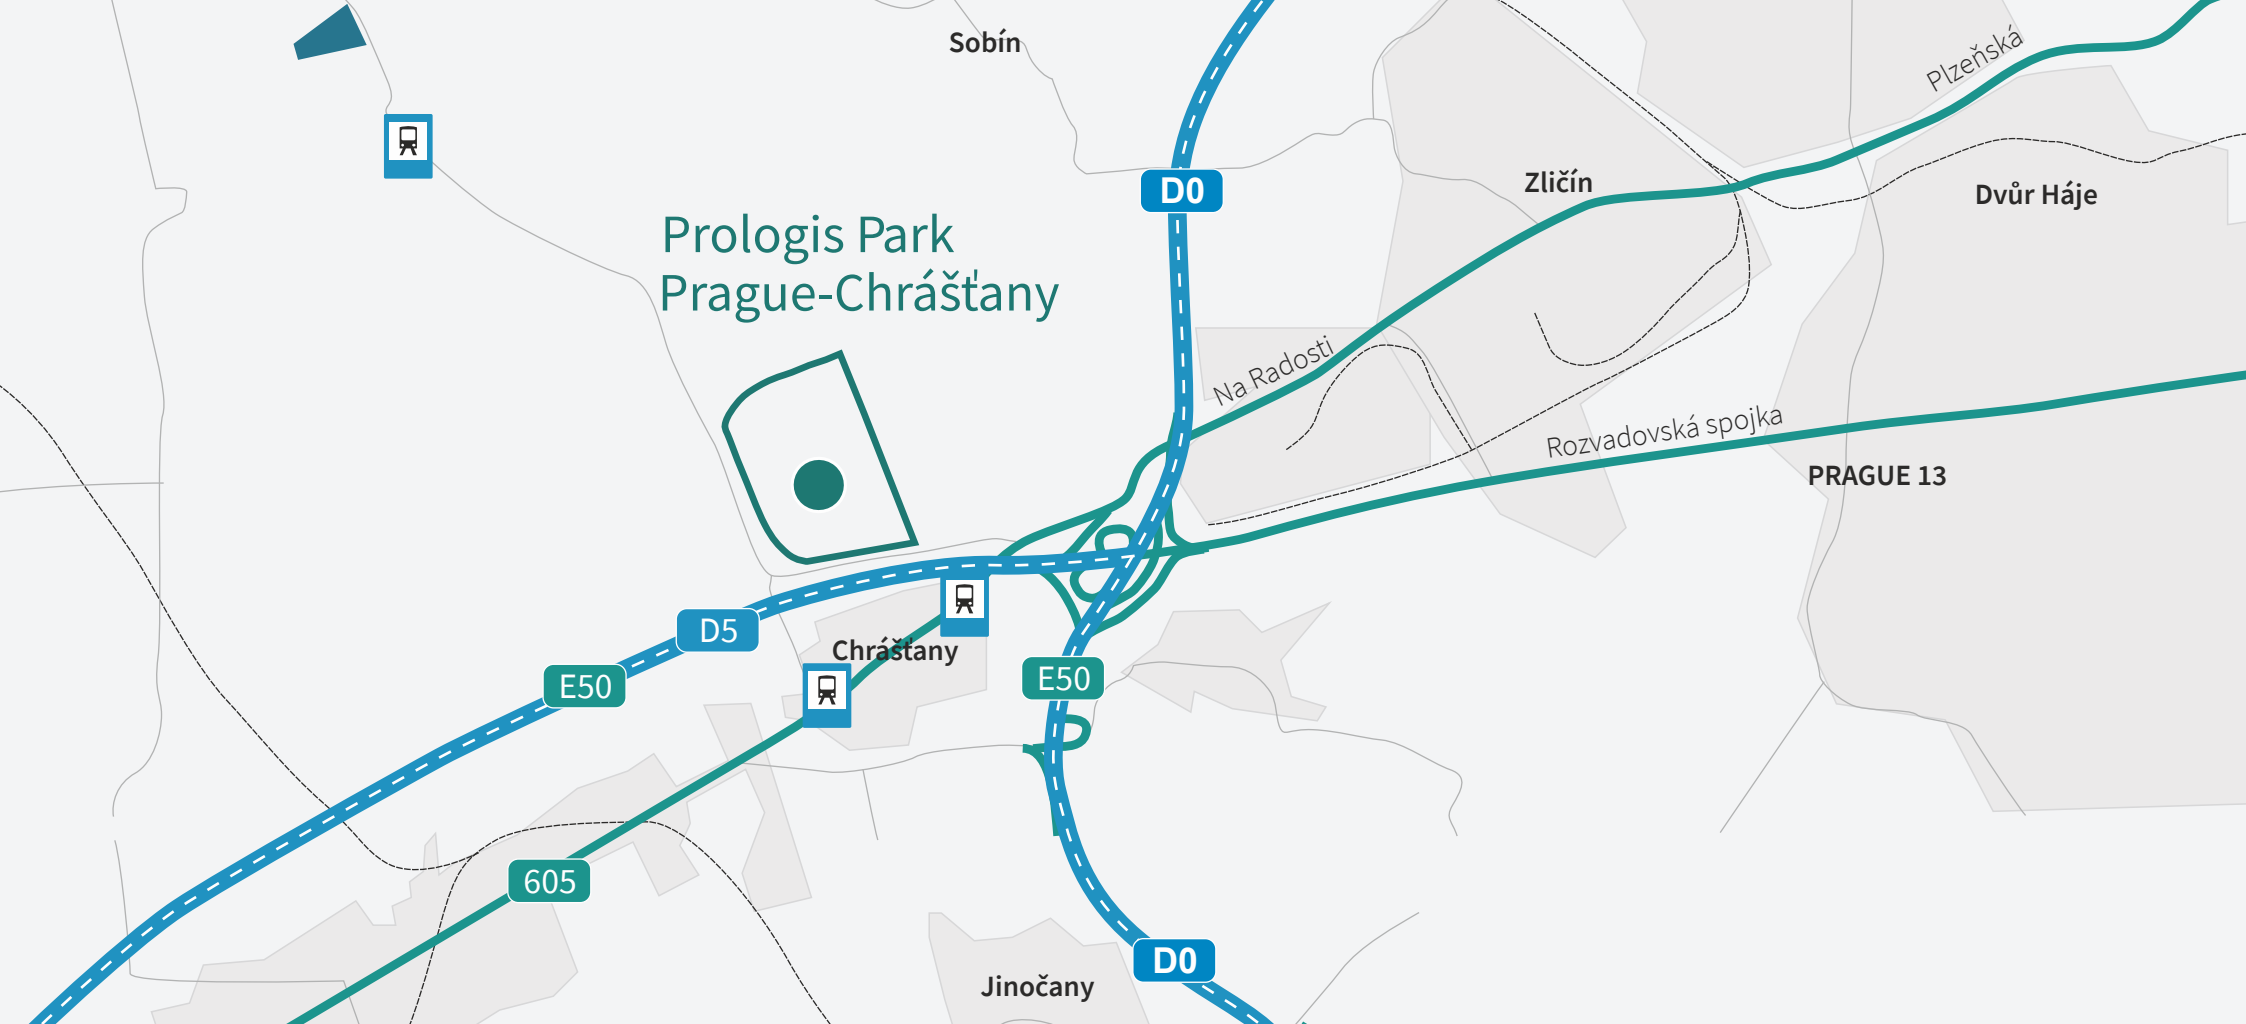 Sobín
Plzeňská
D0
Zličín
Dvůr Háje
Prologis Park
Prague-Chrášťany
Na Radosti
Rozvadovská spojka
PRAGUE 13
D5
Chrášťany
E50
E50
605
D0
Jinočany